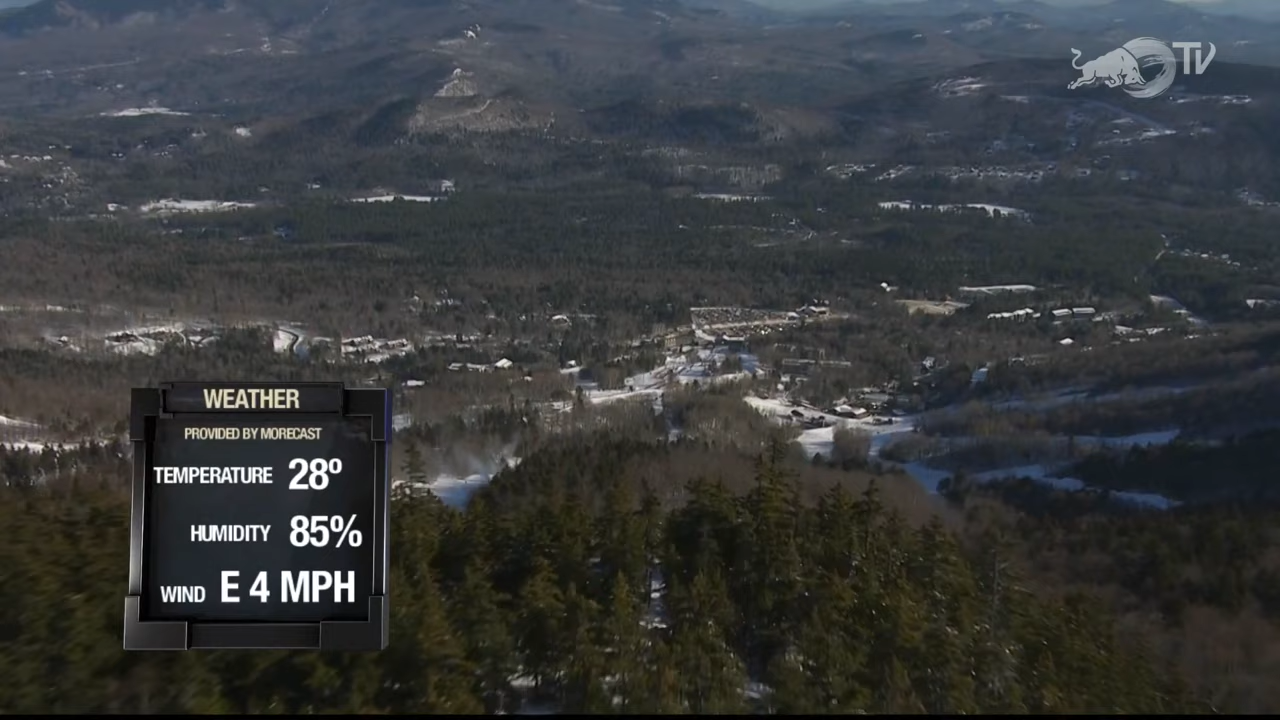 TV
WEATHER
PROVIDED BY MORECAST
TEMPERATURE 28º
HUMIDITY 85%
WIND E 4 MPH